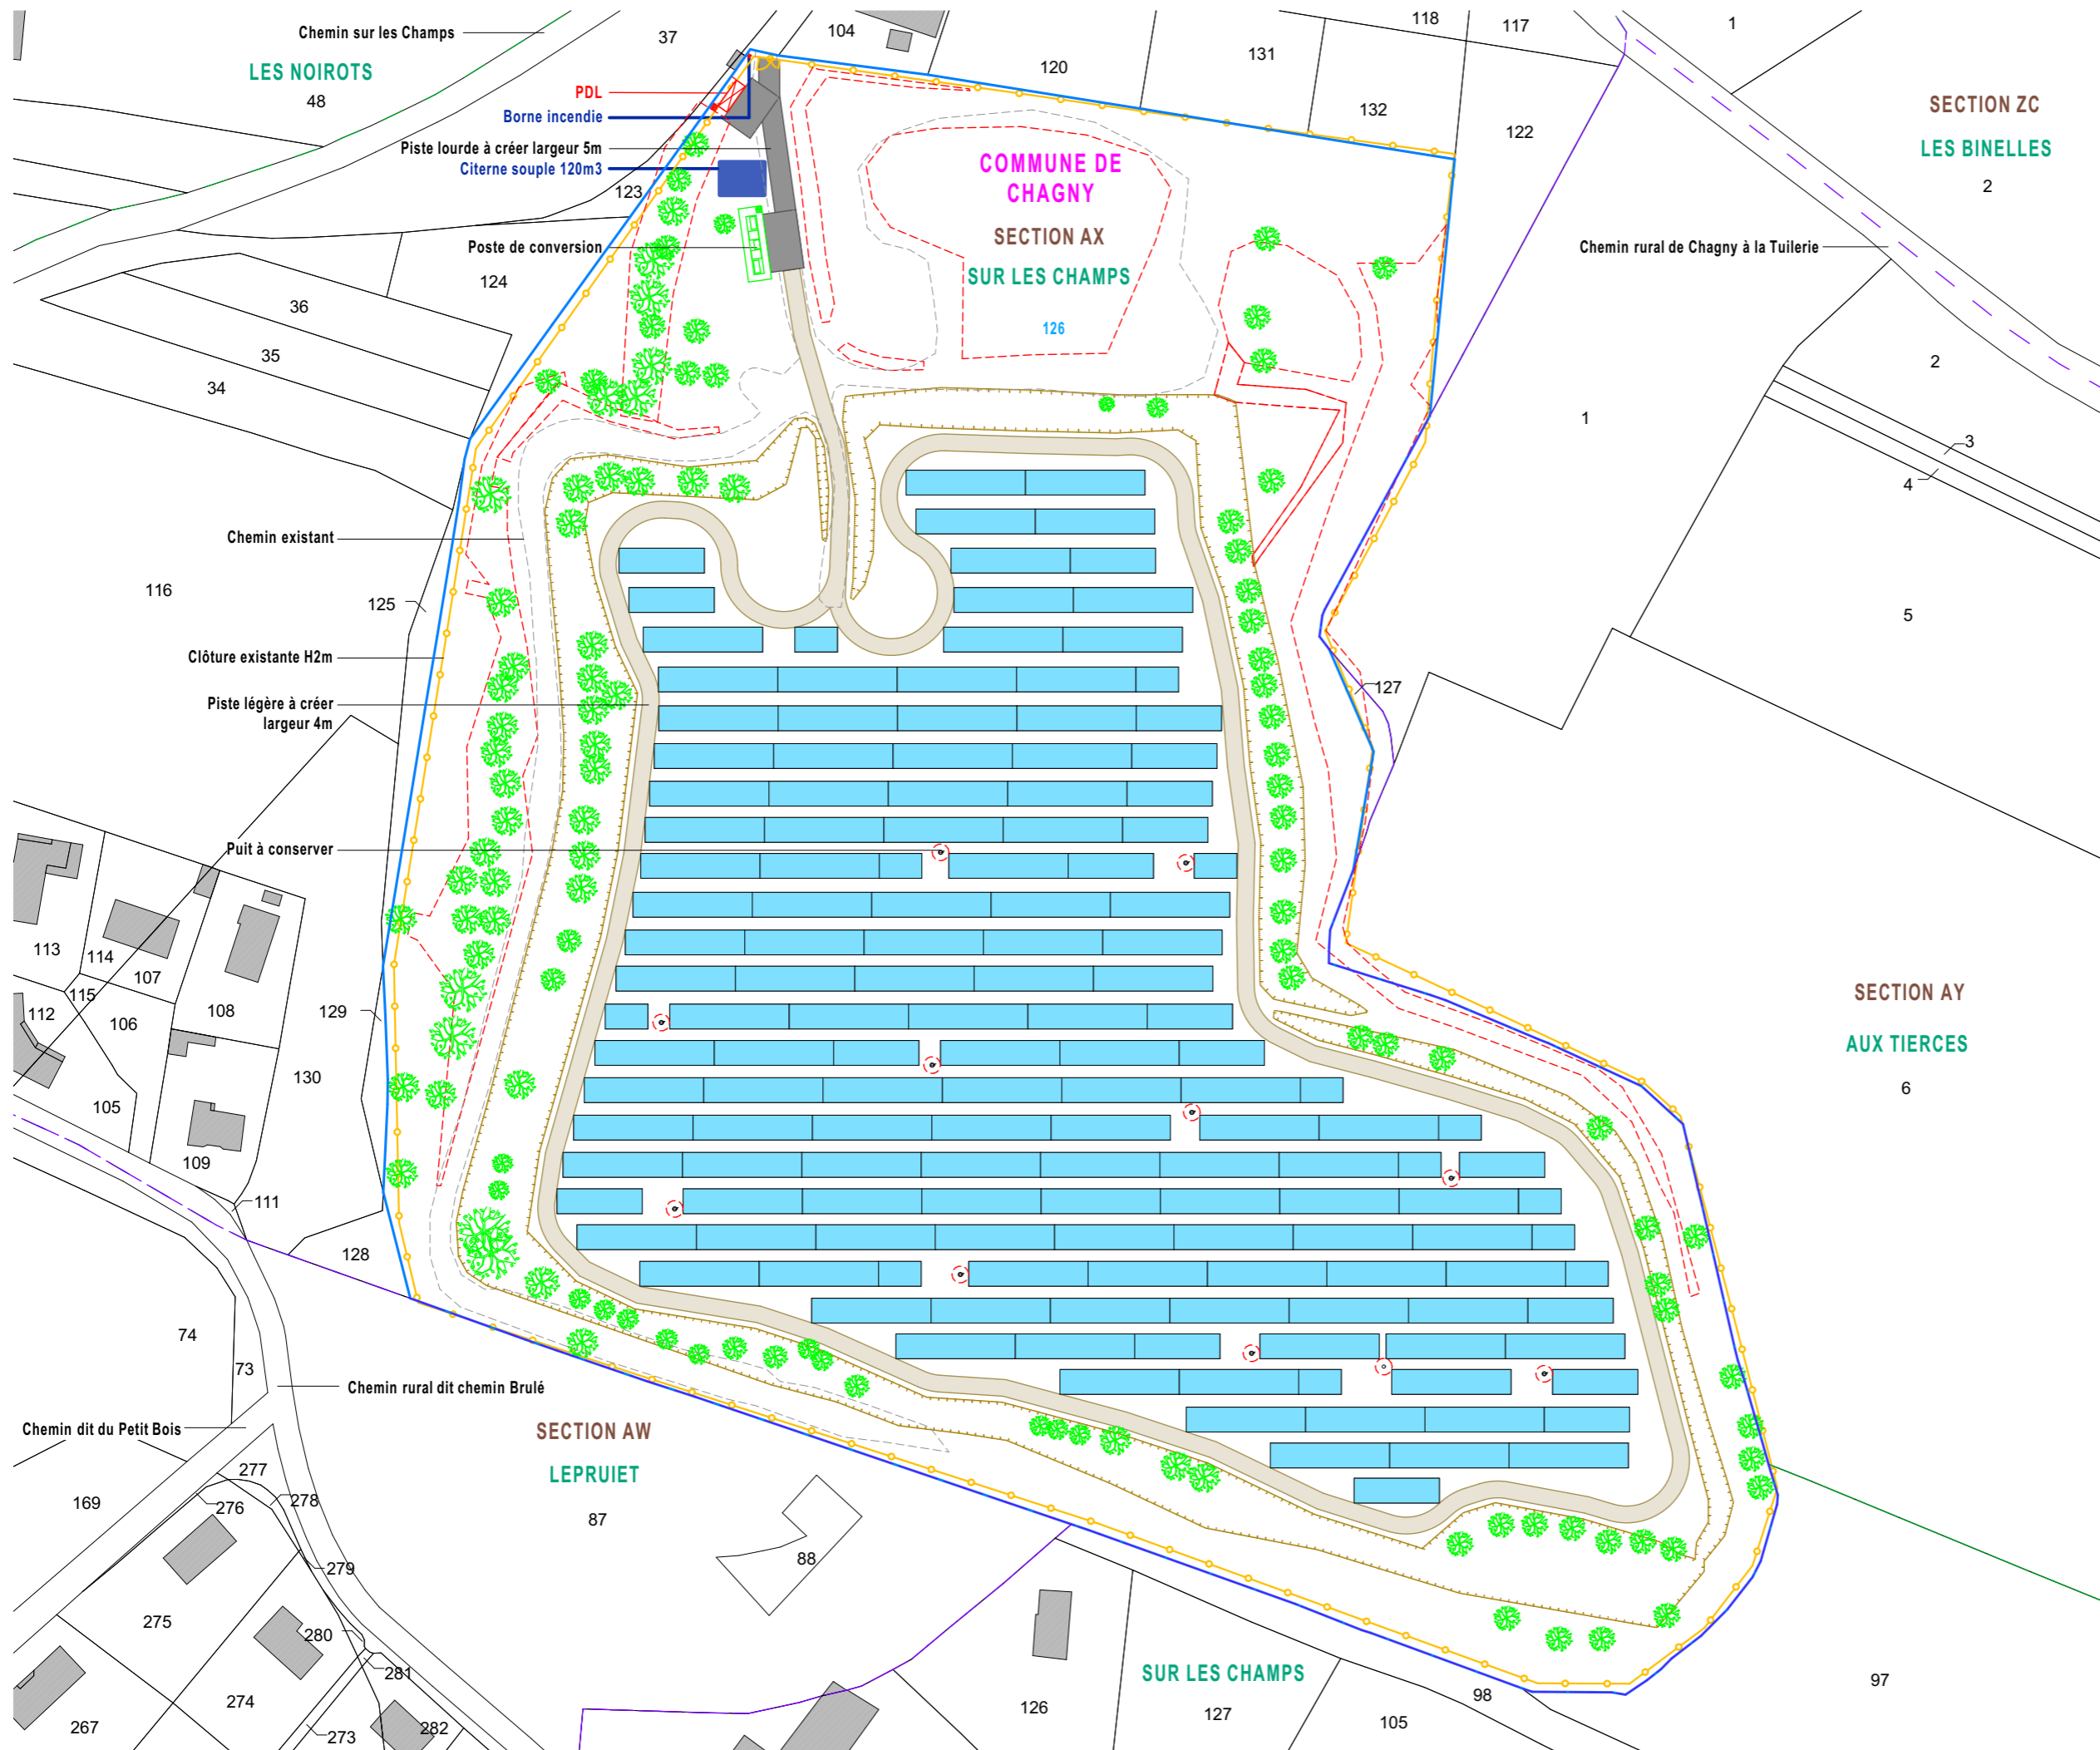 Chemin sur les Champs
LES NOIROTS
48
37
104
120
131
118
117
1
132
122
SECTION ZC
LES BINELLES
2
PDL
Borne incendie
Piste lourde à créer largeur 5m
Citerne souple 120m3
123
COMMUNE DE
CHAGNY
SECTION AX
SUR LES CHAMPS
126
Poste de conversion
Chemin rural de Chagny à la Tuilerie
124
36
35
34
2
1
3
4
5
Chemin existant
116
125
Clôture existante H2m
127
Piste légère à créer
largeur 4m
Puit à conserver
113
114
107
115
112
106
108
129
130
105
109
111
128
SECTION AY
AUX TIERCES
6
74
73
Chemin rural dit chemin Brulé
Chemin dit du Petit Bois
SECTION AW
LEPRUIET
87
88
277
276
278
169
279
275
280
281
274
267
273
282
SUR LES CHAMPS
126
127
98
105
97